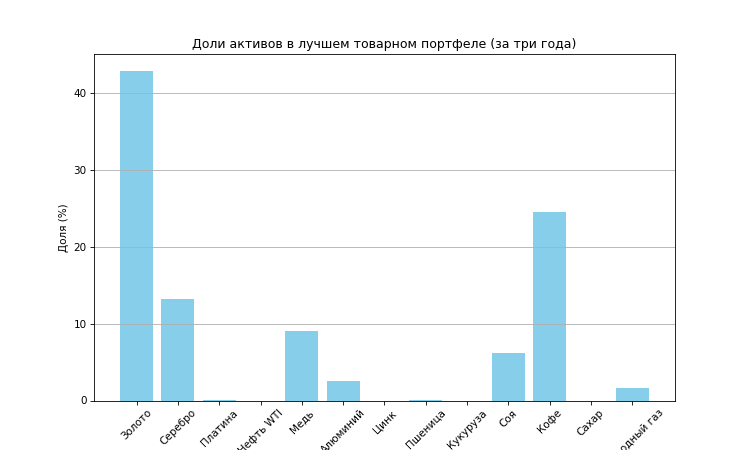 Доли активов в лучшем товарном портфеле (за три года)
Доля (%)
40
30
20
10
0
Золото
Серебро
Платина
Нефть WTI
Медь
Алюминий
Цинк
Пшеница
Кукуруза
Соя
Кофе
Сахар
газ